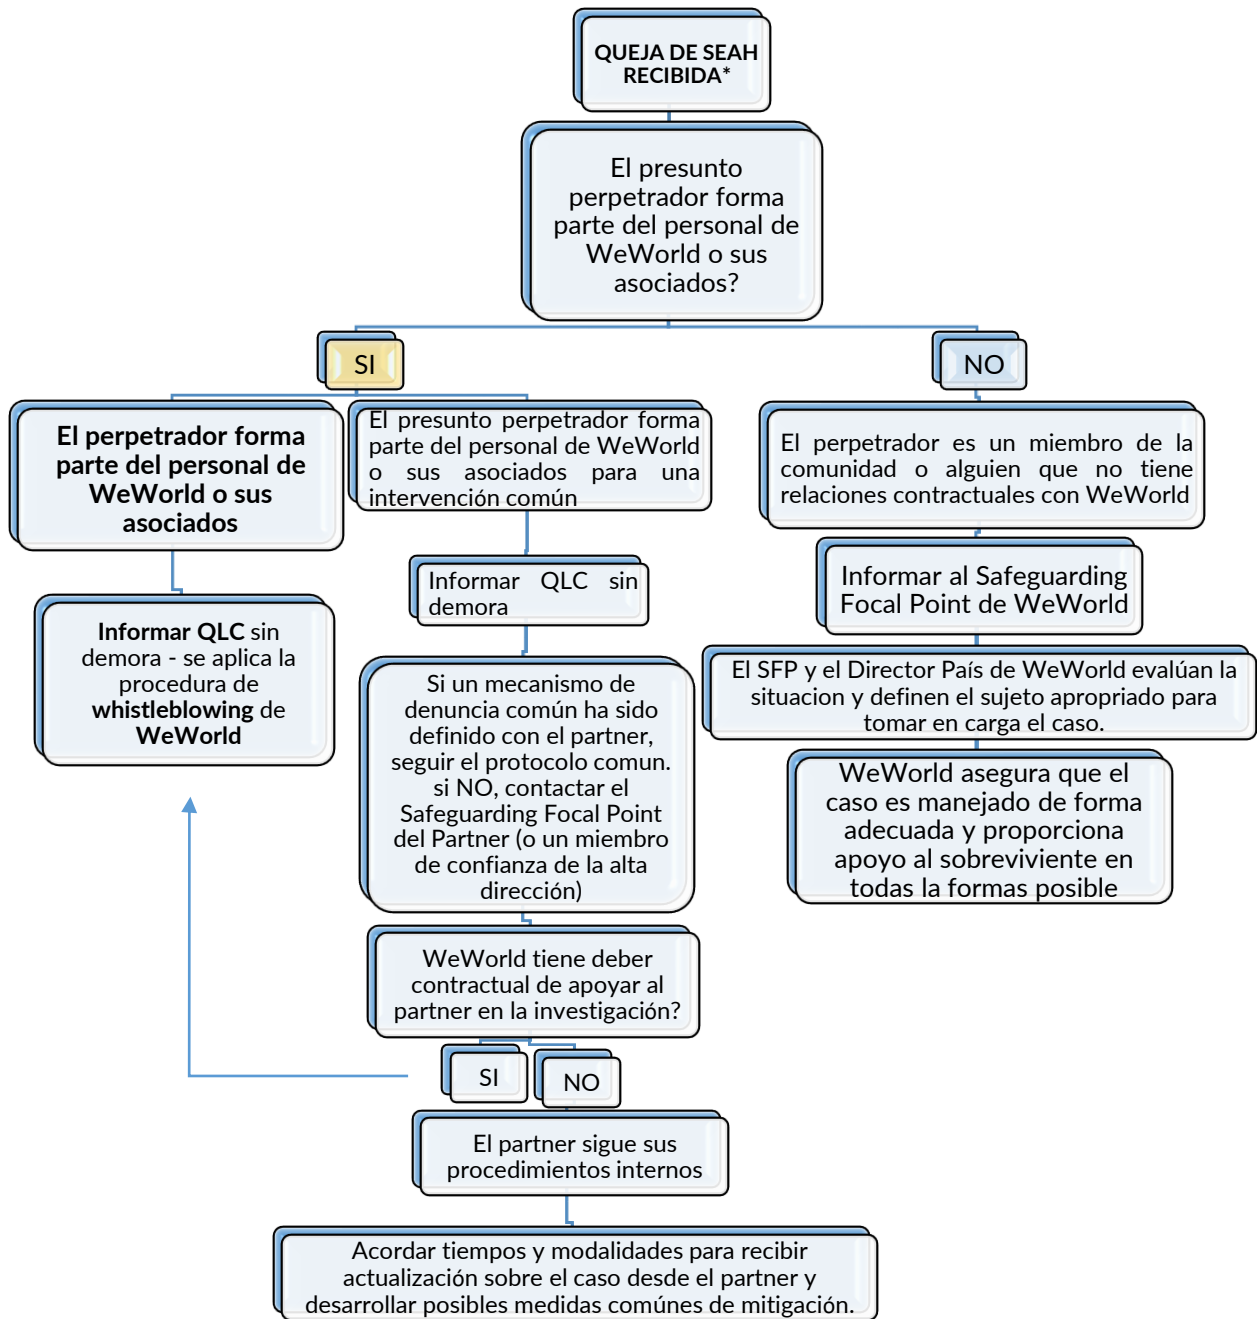 QUEJA DE SEAH
RECIBIDA*
El presunto
perpetrador forma
parte del personal de
WeWorld o sus
asociados?
SI
NO
El perpetrador forma
parte del personal de
WeWorld o sus
asociados
El presunto perpetrador forma
parte del personal de WeWorld
o sus asociados para una
intervención común
El perpetrador es un miembro de la
comunidad o alguien que no tiene
relaciones contractuales con WeWorld
Informar QLC sin
demora - se aplica la
procedura de
whistleblowing de
WeWorld
Informar QLC sin
demora
Informar al Safeguarding
Focal Point de WeWorld
Si un mecanismo de
denuncia común ha sido
definido con el partner,
seguir el protocolo comun.
si NO, contactar el
Safeguarding Focal Point
del Partner (o un miembro
de confianza de la alta
dirección)
El SFP y el Director País de WeWorld evalúan la
situacion y definen el sujeto apropriado para
tomar en carga el caso.
WeWorld asegura que el
caso es manejado de forma
adecuada y proporciona
apoyo al sobreviviente en
todas la formas posible
WeWorld tiene deber
contractual de apoyar al
partner en la investigación?
SI
NO
El partner sigue sus
procedimientos internos
Acordar tiempos y modalidades para recibir
actualización sobre el caso desde el partner y
desarrollar posibles medidas comúnes de mitigación.